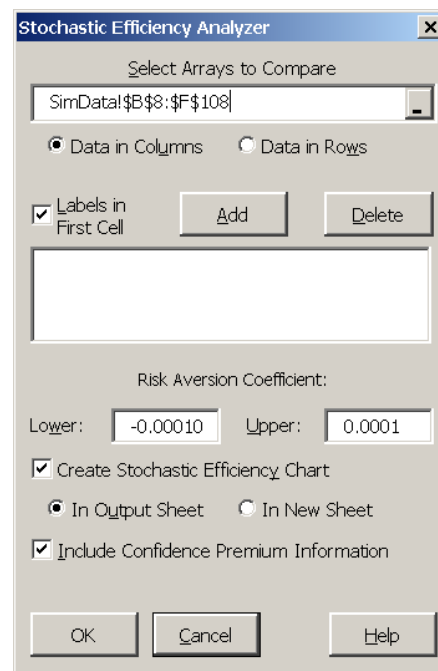 Stochastic Efficiency Analyzer
Select Arrays to Compare
SimData!$B$8:$F$108
Data in Columns Data in Rows
Labels in
First Cell
Add Delete
Risk Aversion Coefficient:
Lower: -0.00010 Upper: 0.0001
Create Stochastic Efficiency Chart
In Output Sheet In New Sheet
Include Confidence Premium Information
OK Cancel Help